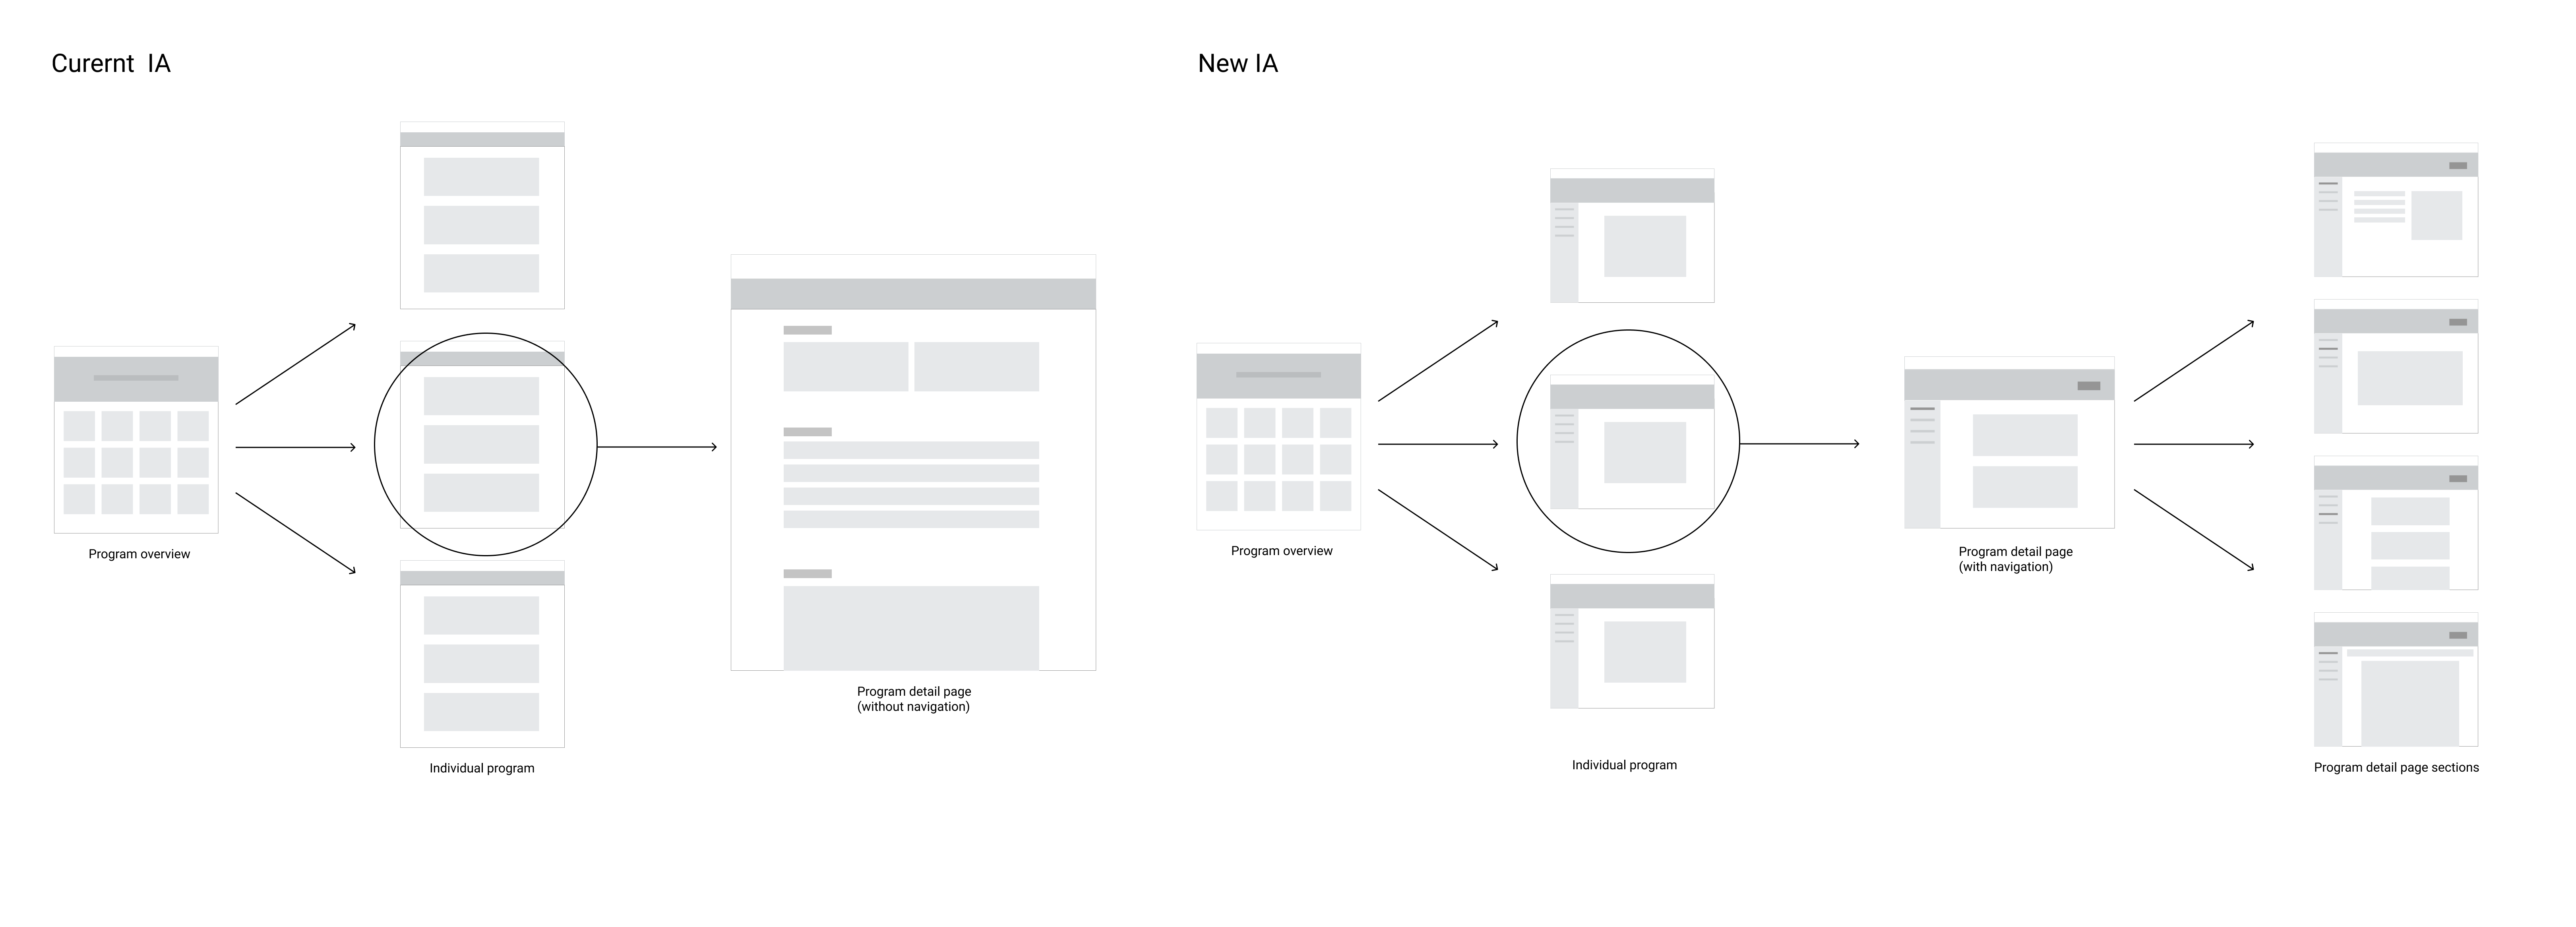 Curernt IA
New IA
Program overview
Individual program
Program detail page
(without navigation)
Program overview
Individual program
Program detail page
(with navigation)
Program detail page sections